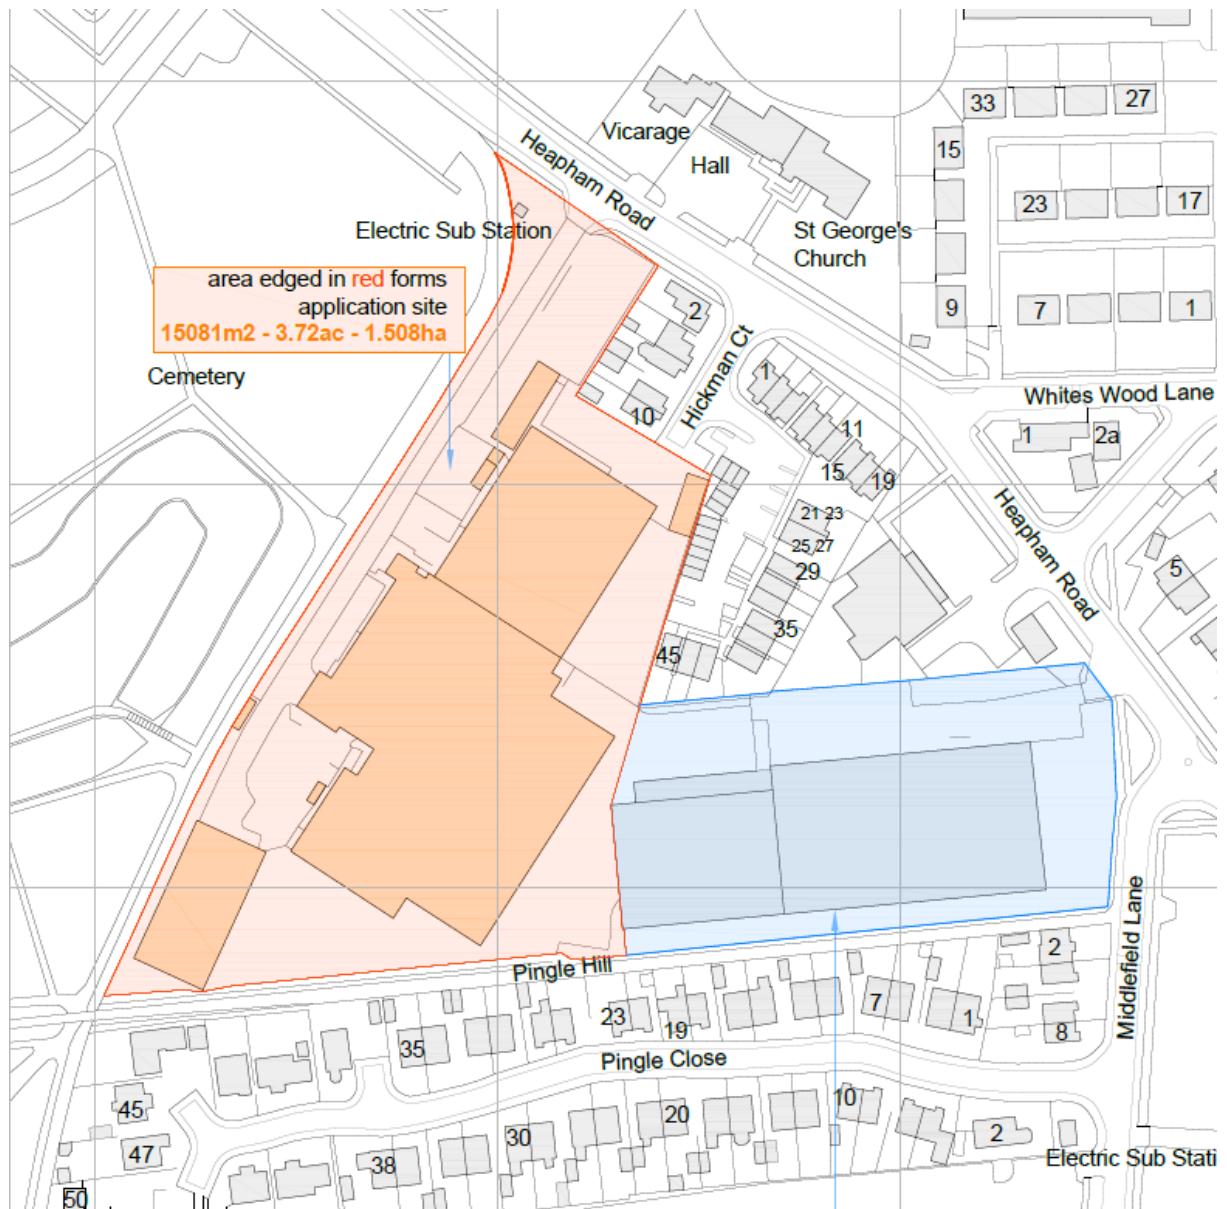 33
27
Vicarage
Heapham Road
15
Hall
23
17
Electric Sub Station
St George's
Church
area edged in red forms
application site
15081m2 - 3.72ac - 1.508ha
2
9
7
1
Hickman Ct
Cemetery
1
Whites Wood Lane
10
11
1
2a
15
19
Heapham Road
21 23
25/27
29
5
35
45
Middlefield Lane
Pingle Hill
2
23
19
7
1
8
35
Pingle Close
45
20
10
30
2
47
38
Electric Sub Stati
50